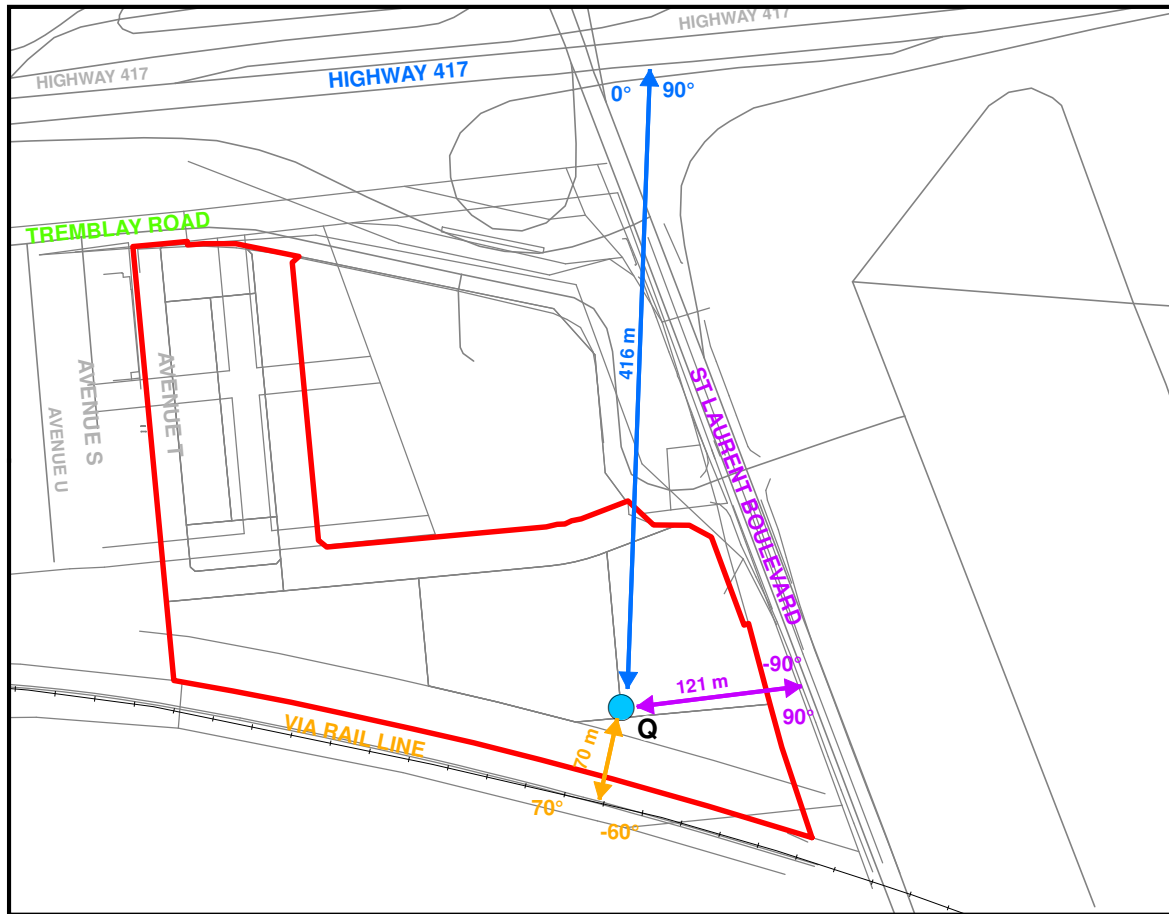 HIGHWAY 417
HIGHWAY 417
HIGHWAY 417
0° 90°
TREMBLAY ROAD
416 m
AVENUE S
AVENUE T
AVENUE U
ST LAURENT BOULEVARD
-90°
121 m
90°
Q
VIA RAIL LINE
70 m
70°
-60°